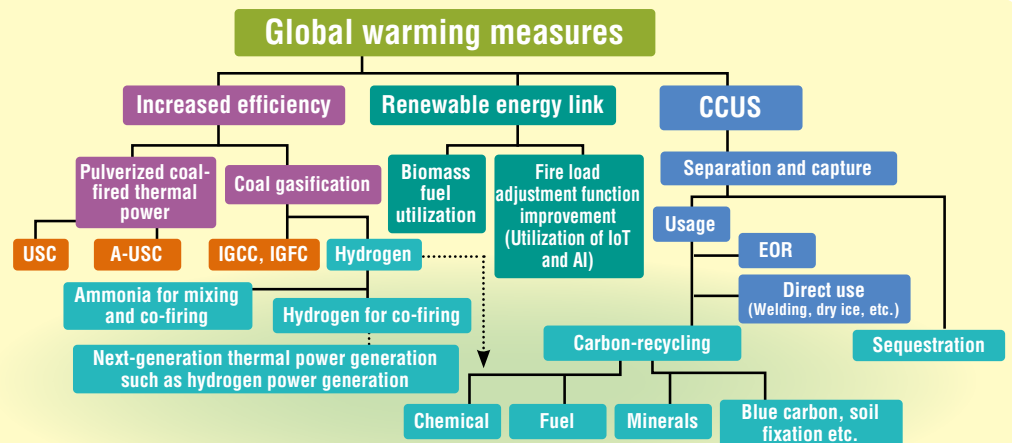 Global warming measures
Increased efficiency
Renewable energy link
CCUS
Pulverized coal-
fired thermal
power
Coal gasification
Biomass
fuel
utilization
Fire load
adjustment function
improvement
(Utilization of IoT
and AI)
Separation and capture
Usage
USC
A-USC
IGCC, IGFC
Hydrogen
EOR
Ammonia for mixing
and co-firing
Hydrogen for co-firing
Direct use
(Welding, dry ice, etc.)
Next-generation thermal power generation
such as hydrogen power generation
Carbon-recycling
Sequestration
Chemical
Fuel
Minerals
Blue carbon, soil
fixation etc.